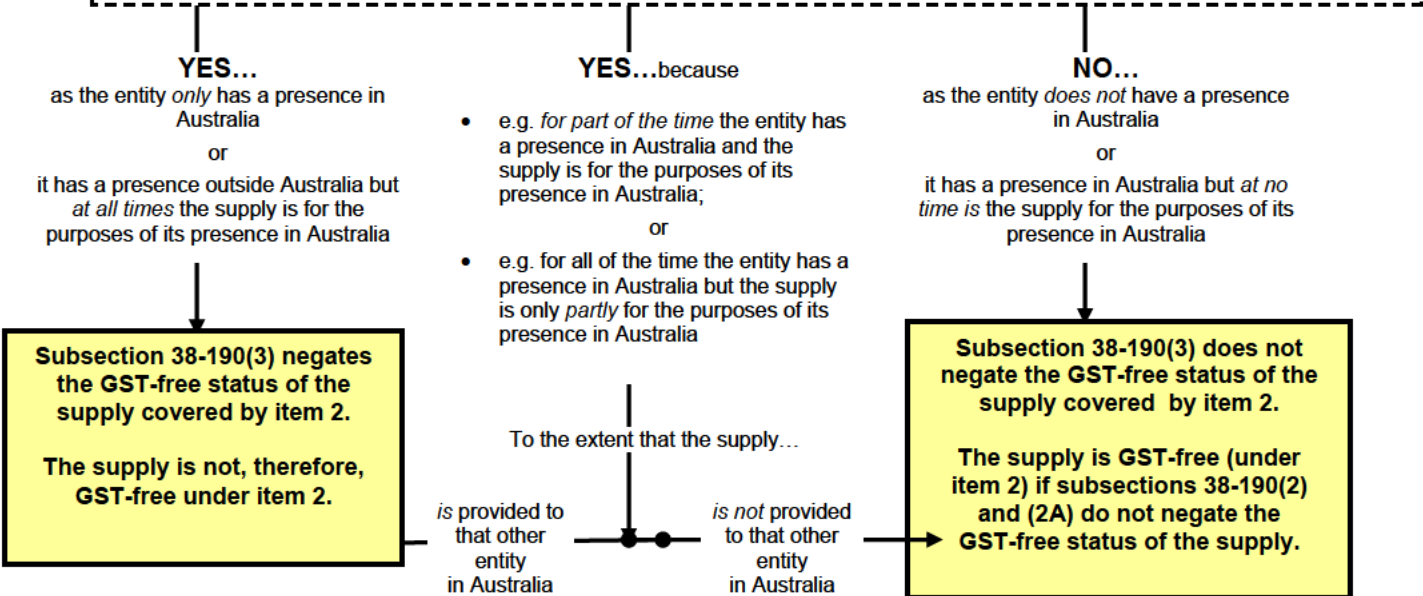 YES…
as the entity only has a presence in
Australia
or
it has a presence outside Australia but
at all times the supply is for the
purposes of its presence in Australia
YES…because
• e.g. for part of the time the entity has
a presence in Australia and the
supply is for the purposes of its
presence in Australia;
or
• e.g. for all of the time the entity has a
presence in Australia but the supply
is only partly for the purposes of its
presence in Australia
NO…
as the entity does not have a presence
in Australia
or
it has a presence in Australia but at no
time is the supply for the purposes of its
presence in Australia
Subsection 38-190(3) negates
the GST-free status of the
supply covered by item 2.
The supply is not, therefore,
GST-free under item 2.
To the extent that the supply…
is provided to
that other
entity
in Australia
is not provided
to that other
entity
in Australia
Subsection 38-190(3) does not
negate the GST-free status of the
supply covered by item 2.
The supply is GST-free (under
item 2) if subsections 38-190(2)
and (2A) do not negate the
GST-free status of the supply.